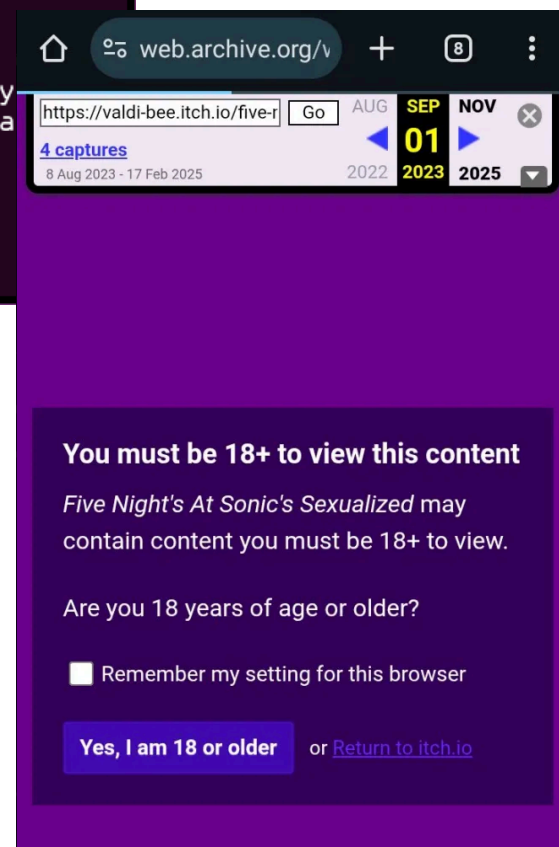 web.archive.org/v
8
y
a
https://valdi-bee.itch.io/five-r Go AUG SEP NOV
4 captures 01
8 Aug 2023 - 17 Feb 2025 2022 2023 2025
You must be 18+ to view this content
Five Night's At Sonic's Sexualized may
contain content you must be 18+ to view.
Are you 18 years of age or older?
Remember my setting for this browser
Yes, I am 18 or older or Return to itch.io